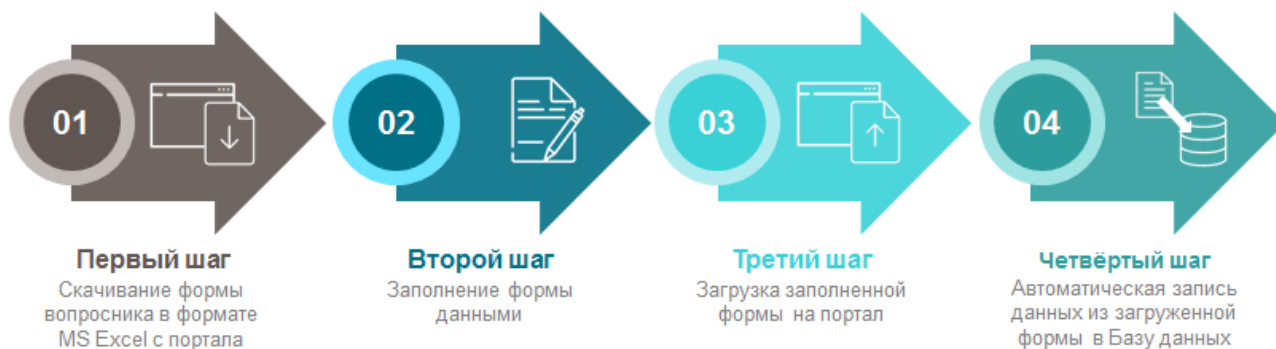 01
Первый шаг
Скачивание формы
вопросника в формате
MS Excel с портала
02
Второй шаг
Заполнение формы
данными
03
Третий шаг
Загрузка заполненной
формы на портал
04
Четвёртый шаг
Автоматическая запись
данных из загруженной
формы в Базу данных